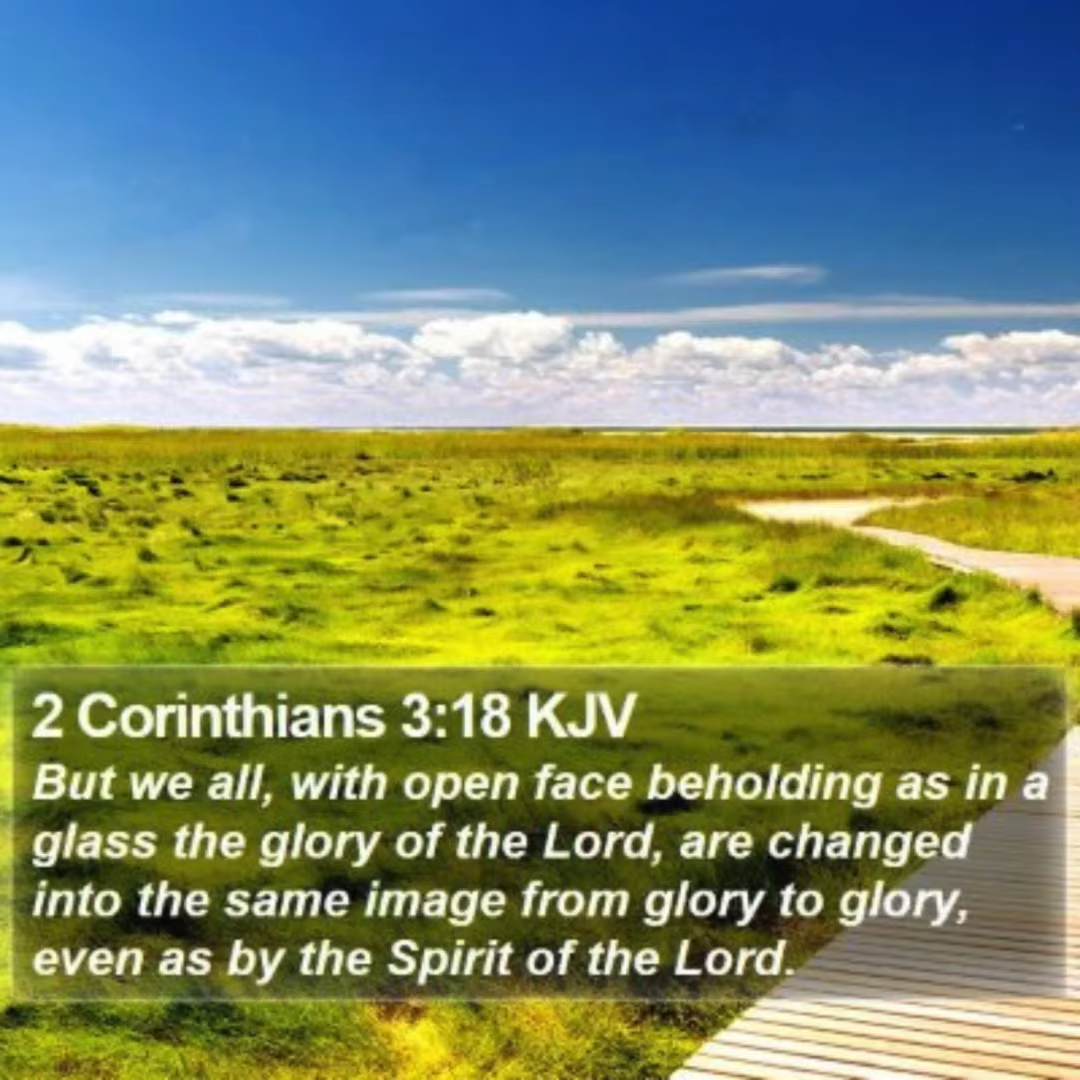 2 Corinthians 3:18 KJV
But we all, with open face beholding as in a
glass the glory of the Lord, are changed
into the same image from glory to glory,
even as by the Spirit of the Lord.